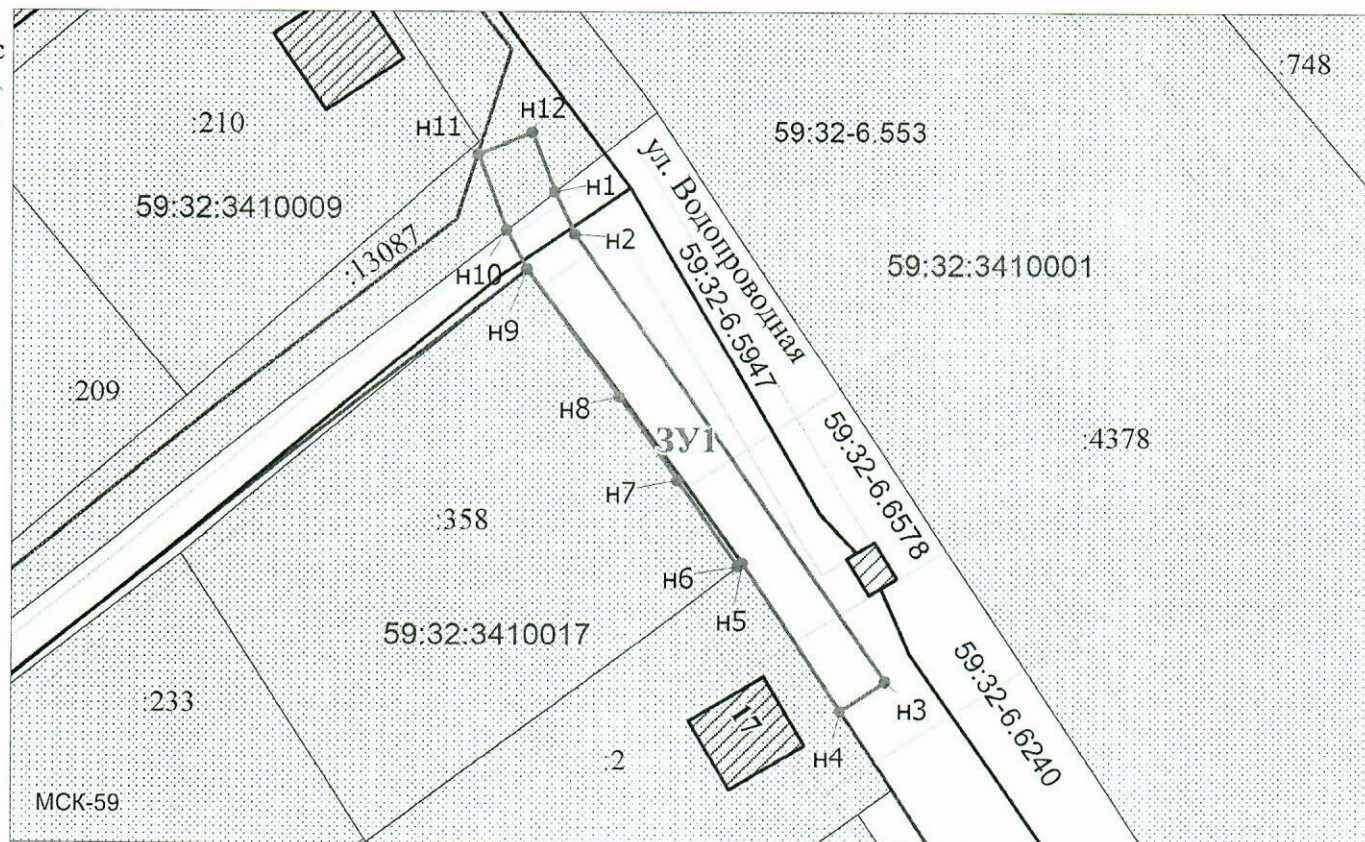 с
:748
:210
н12
59:32-6.553
н11
ул. Водопроводная
59:32:3410009
н1
н2
:13087
н10
59:32-6.5947
59:32:3410001
н9
:209
н8
ЗУ1
59:32-6.6578
:4378
н7
:358
н6
н5
59:32:3410017
59:32-6.6240
:233
н3
17
н4
:2
МСК-59